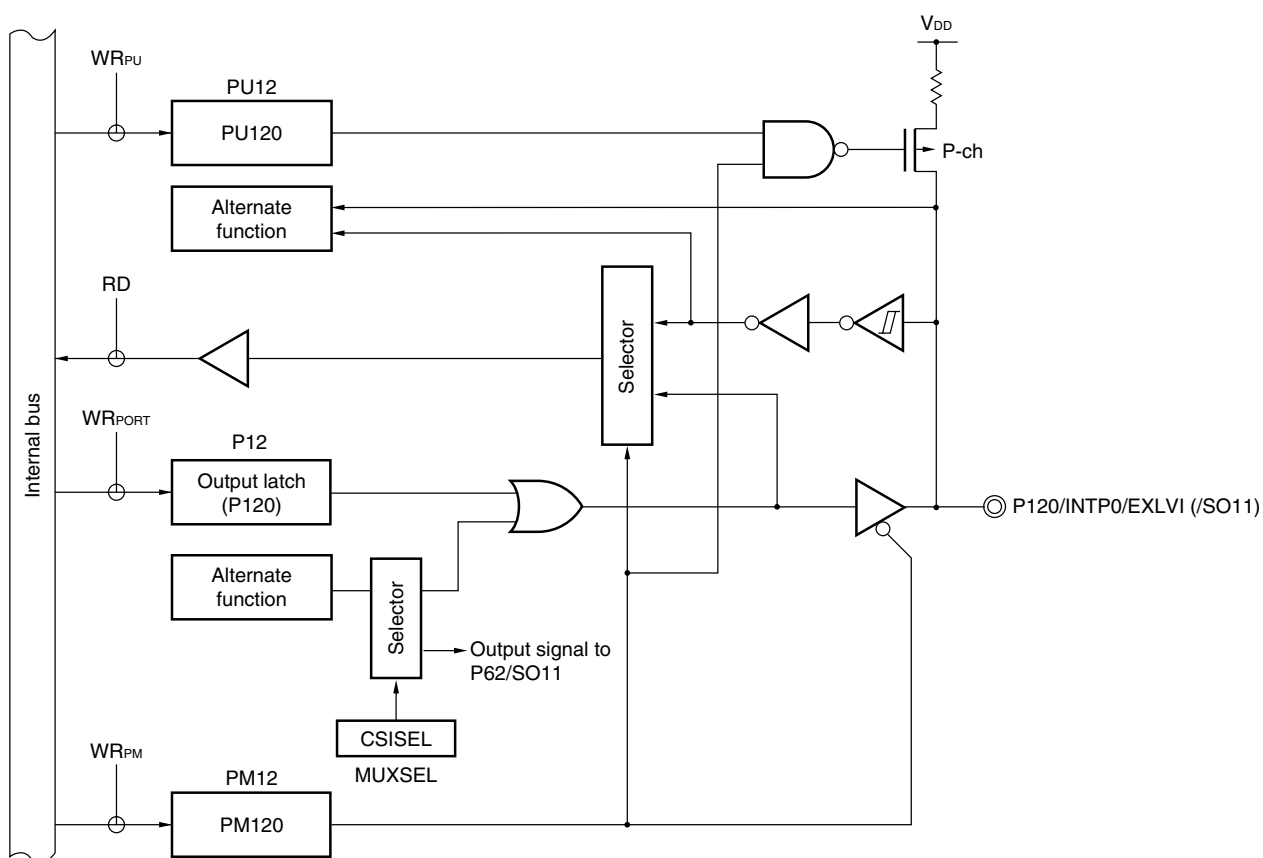 VDD
WRPU
PU12
PU120
P-ch
Alternate
function
RD
Selector
Internal bus
WRPORT
P12
Output latch
(P120)
P120/INTP0/EXLVI (/SO11)
Alternate
function
Selector
Output signal to
P62/SO11
CSISEL
MUXSEL
WRPM
PM12
PM120